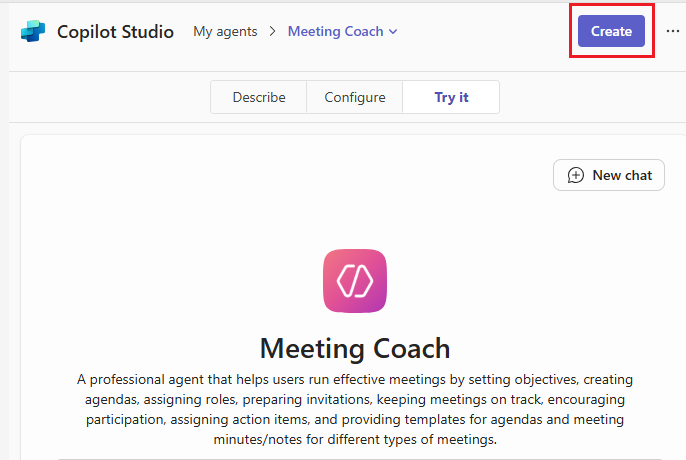 Copilot Studio My agents > Meeting Coach
Create
...
Describe Configure Try it
New chat
Meeting Coach
A professional agent that helps users run effective meetings by setting objectives, creating
agendas, assigning roles, preparing invitations, keeping meetings on track, encouraging
participation, assigning action items, and providing templates for agendas and meeting
minutes/notes for different types of meetings.